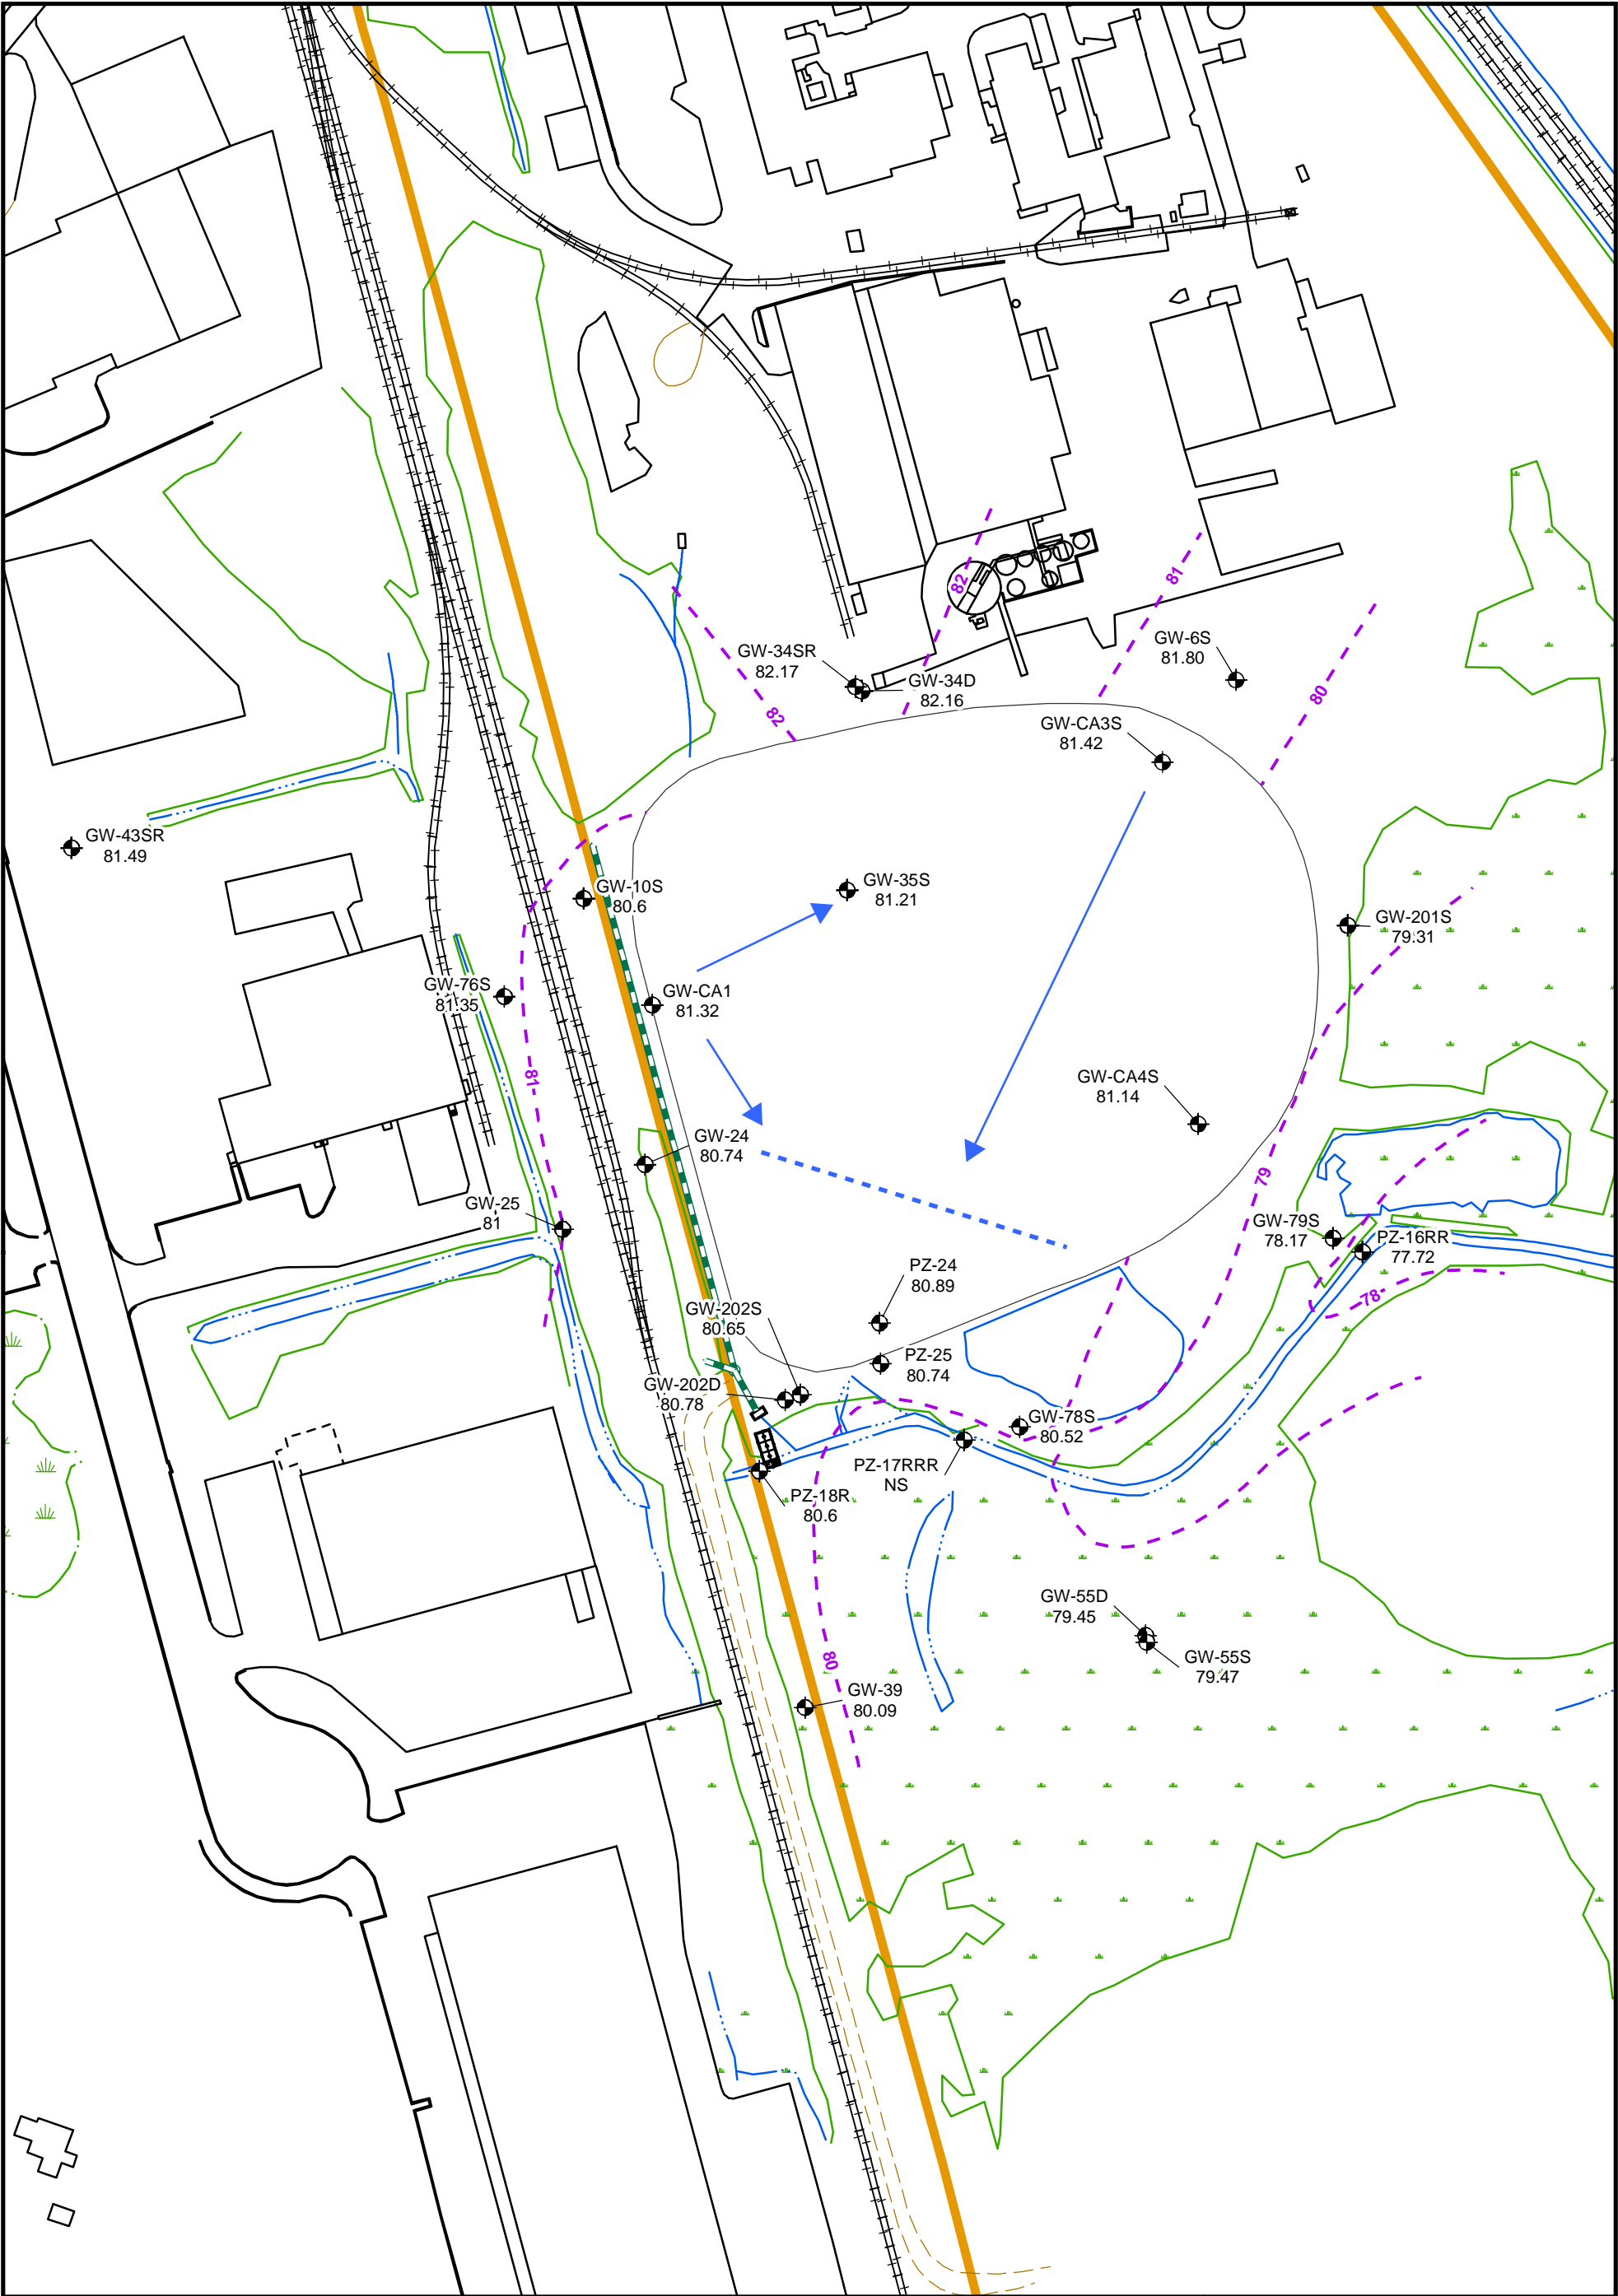 82
81
GW-34SR
82.17
GW-6S
81.80
GW-34D
82.16
80
82
GW-CA3S
81.42
GW-43SR
81.49
GW-10S
80.6
GW-35S
81.21
GW-201S
79.31
GW-76S
81.35
GW-CA1
81.32
81
GW-CA4S
81.14
GW-24
80.74
79
GW-25
81
GW-79S
78.17
PZ-16RR
77.72
PZ-24
80.89
78
GW-202S
80.65
PZ-25
80.74
GW-202D
80.78
GW-78S
80.52
PZ-17RRR
NS
PZ-18R
80.6
GW-55D
79.45
GW-55S
79.47
80
GW-39
80.09